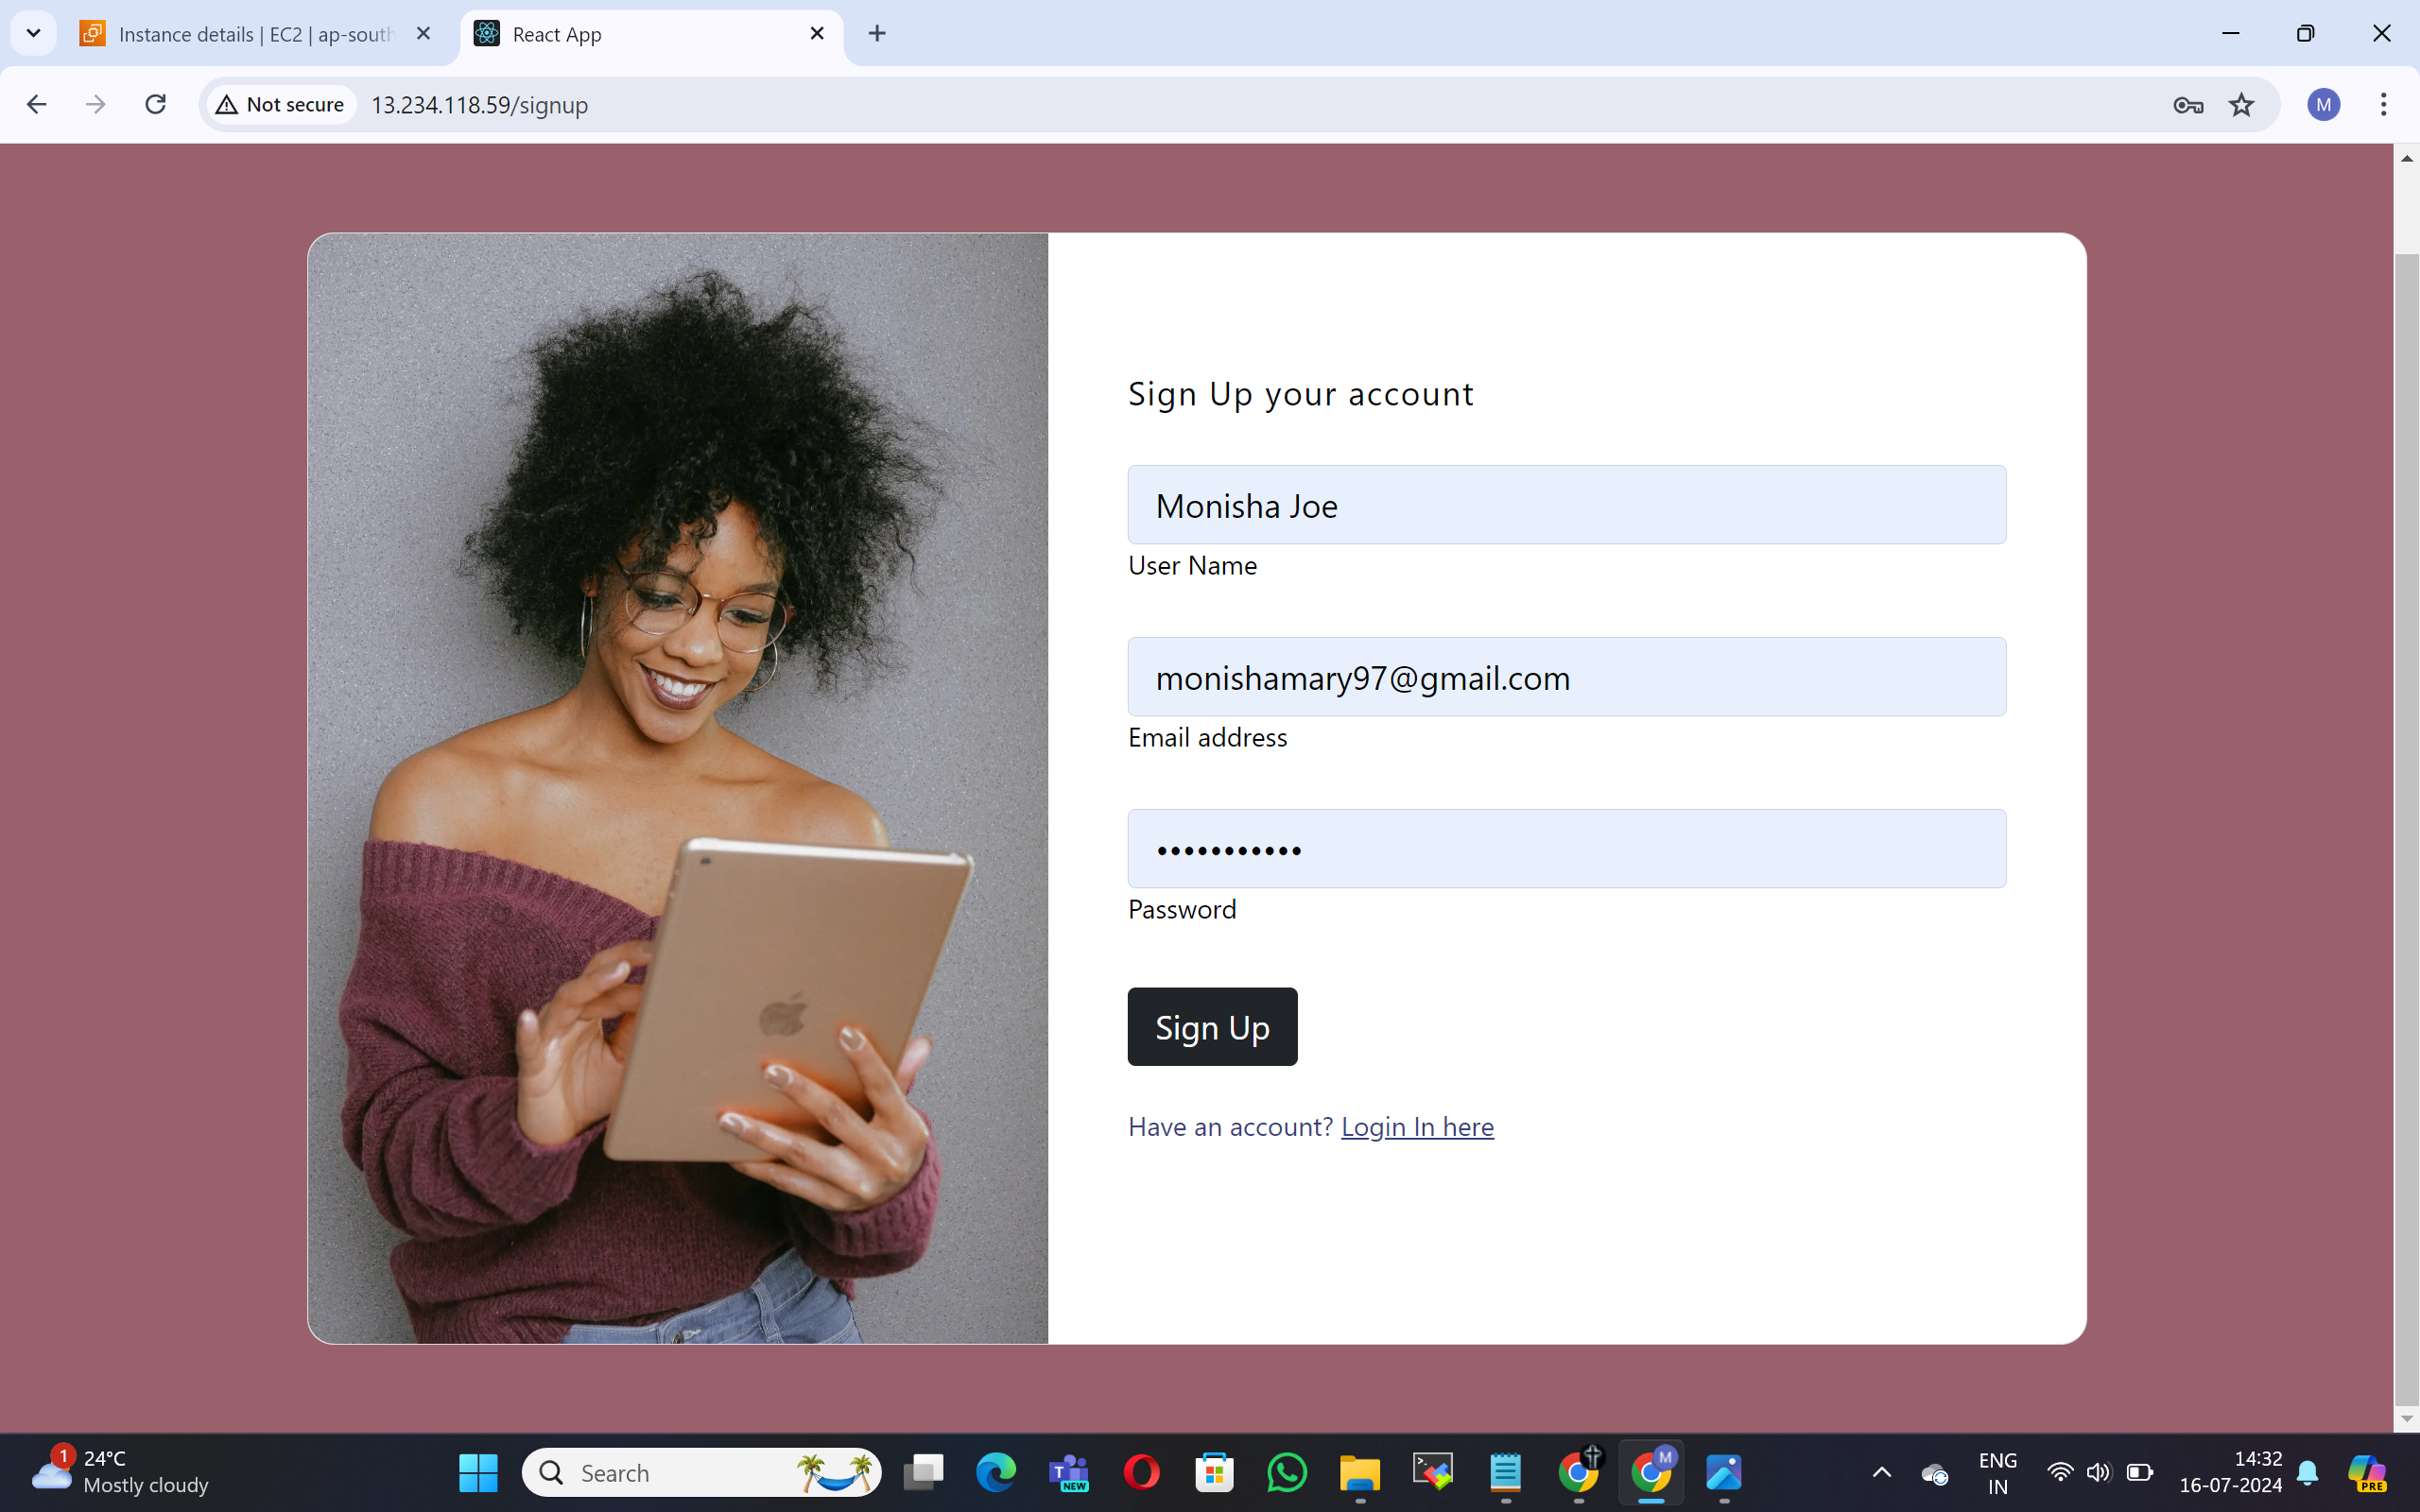 Instance details | EC2 | ap-south
React App
Not secure
13.234.118.59/signup
M
Sign Up your account
Monisha Joe
User Name
monishamary97@gmail.com
Email address
•••••••••••
Password
Sign Up
Have an account? Login In here
1
24°C
Mostly cloudy
Search
T
NEW
M
ENG
IN
14:32
16-07-2024
PRE